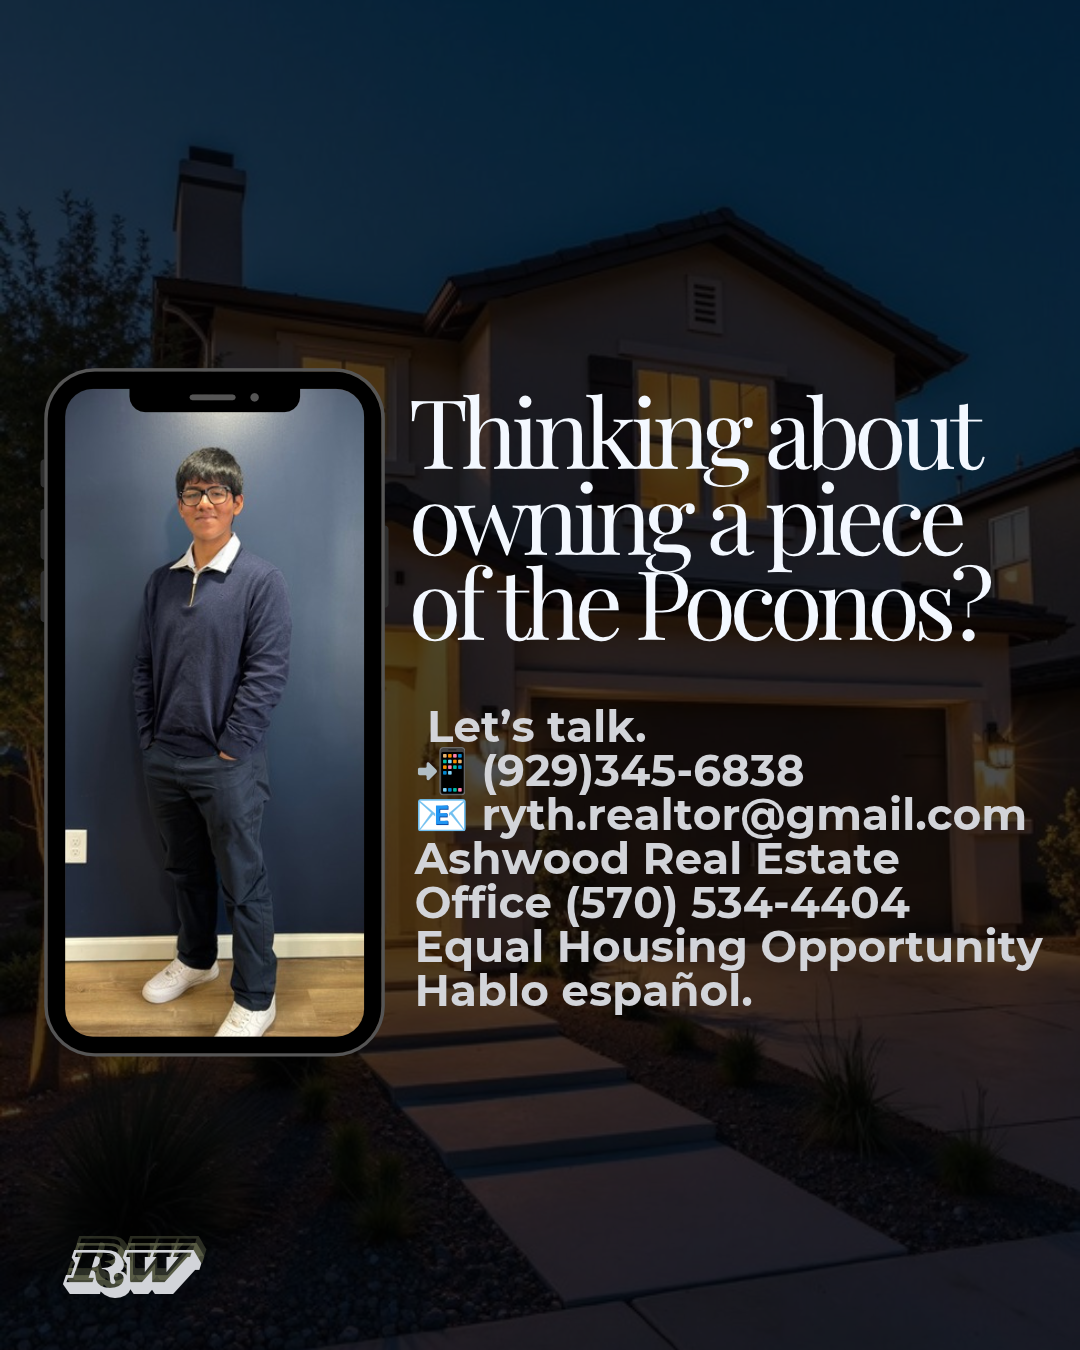 Thinking about
owning a piece
of the Poconos?
Let’s talk.
📲 (929)345-6838
📧 ryth.realtor@gmail.com
Ashwood Real Estate
Office (570) 534-4404
Equal Housing Opportunity
Hablo español.
RW